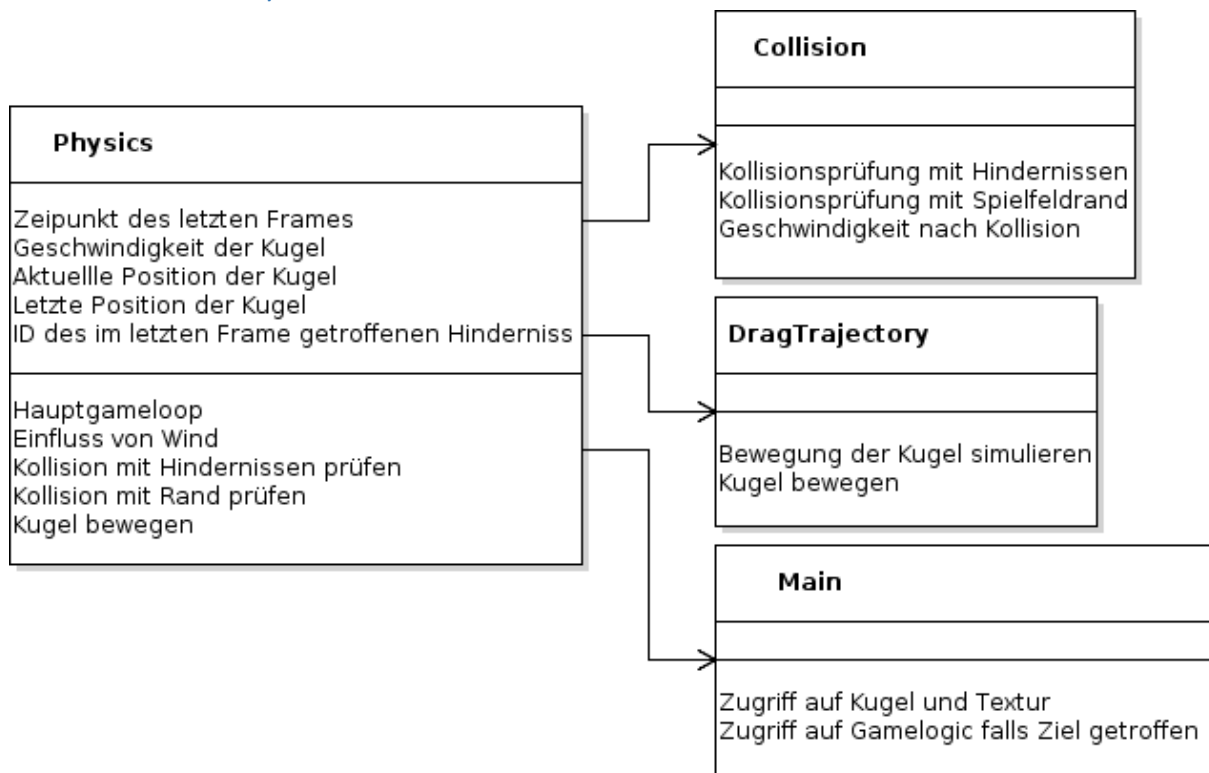 Physics
Zeipunkt des letzten Frames
Geschwindigkeit der Kugel
Aktuellle Position der Kugel
Letzte Position der Kugel
ID des im letzten Frame getroffenen Hinderniss
Hauptgameloop
Einfluss von Wind
Kollision mit Hindernissen prüfen
Kollision mit Rand prüfen
Kugel bewegen
Collision
Kollisionsprüfung mit Hindernissen
Kollisionsprüfung mit Spielfeldrand
Geschwindigkeit nach Kollision
DragTrajectory
Bewegung der Kugel simulieren
Kugel bewegen
Main
Zugriff auf Kugel und Textur
Zugriff auf Gamelogic falls Ziel getroffen